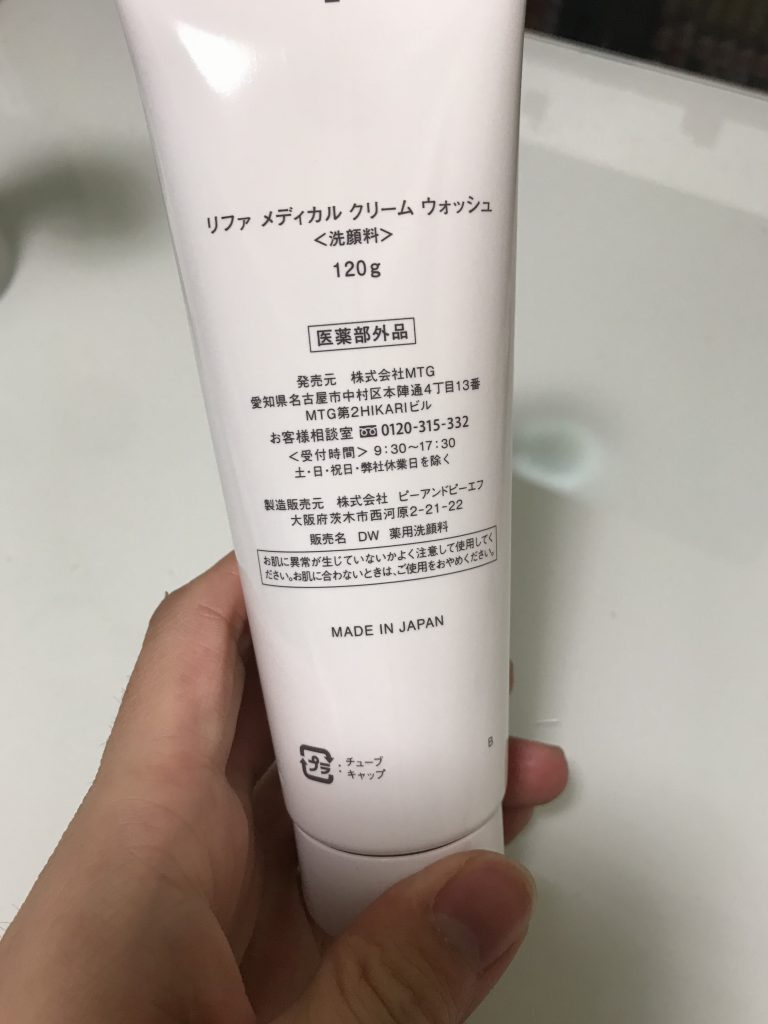 リファ メディカル クリーム ウォッシュ
<洗顔料>
120g
医薬部外品
発売元 株式会社MTG
愛知県名古屋市中村区本陣通4丁目13番
MTG第2HIKARIビル
お客様相談室 0120-315-332
<受付時間> 9:30〜17:30
土・日・祝日・弊社休業日を除く
製造販売元 株式会社 ピーアンドピーエフ
大阪府茨木市西河原2-21-22
販売名 DW 薬用洗顔料
お肌に異常が生じていないかよく注意して使用してく
ださい。お肌に合わないときは、ご使用をおやめください。
MADE IN JAPAN
B
プラ : チューブ
キャップ